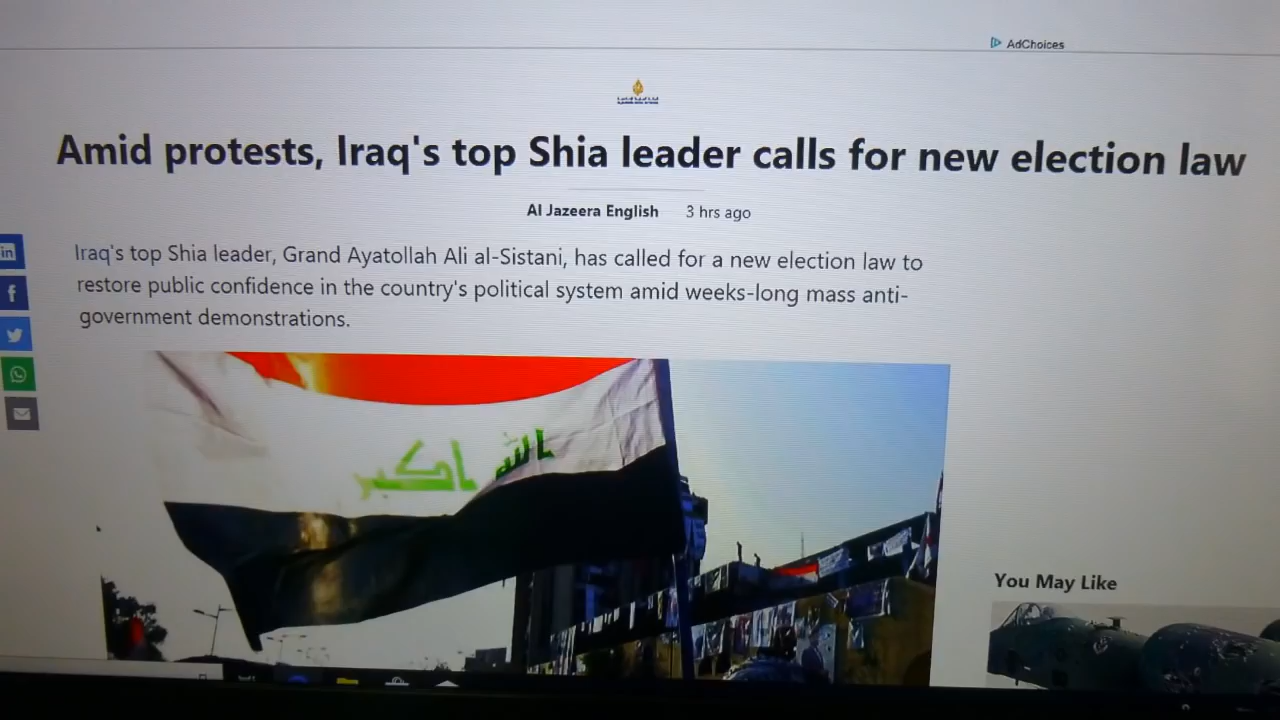 AdChoices
Amid protests, Iraq's top Shia leader calls for new election law
Al Jazeera English 3 hrs ago
Iraq's top Shia leader, Grand Ayatollah Ali al-Sistani, has called for a new election law to
restore public confidence in the country's political system amid weeks-long mass anti-
government demonstrations.
in
f
الله اكبر
You May Like